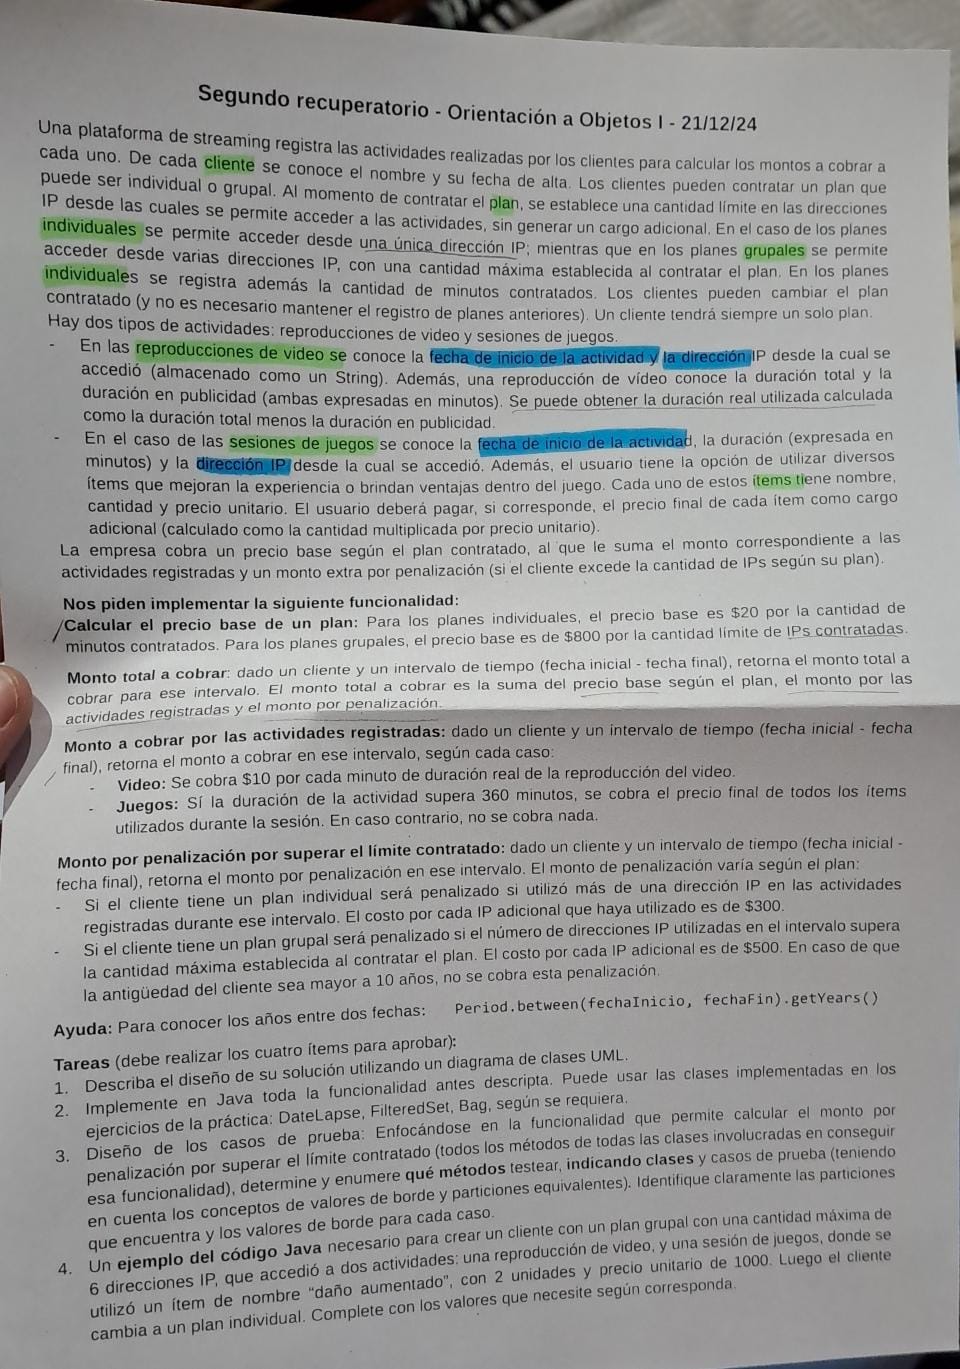 Segundo recuperatorio - Orientación a Objetos I - 21/12/24
Una plataforma de streaming registra las actividades realizadas por los clientes para calcular los montos a cobrar a
cada uno. De cada cliente se conoce el nombre y su fecha de alta. Los clientes pueden contratar un plan que
puede ser individual o grupal. Al momento de contratar el plan, se establece una cantidad límite en las direcciones
IP desde las cuales se permite acceder a las actividades, sin generar un cargo adicional. En el caso de los planes
individuales se permite acceder desde una única dirección IP; mientras que en los planes grupales se permite
acceder desde varias direcciones IP, con una cantidad máxima establecida al contratar el plan. En los planes
individuales se registra además la cantidad de minutos contratados. Los clientes pueden cambiar el plan
contratado (y no es necesario mantener el registro de planes anteriores). Un cliente tendrá siempre un solo plan.
Hay dos tipos de actividades: reproducciones de video y sesiones de juegos.
- En las reproducciones de video se conoce la fecha de inicio de la actividad y la dirección IP desde la cual se
accedió (almacenado como un String). Además, una reproducción de vídeo conoce la duración total y la
duración en publicidad (ambas expresadas en minutos). Se puede obtener la duración real utilizada calculada
como la duración total menos la duración en publicidad.
- En el caso de las sesiones de juegos se conoce la fecha de inicio de la actividad, la duración (expresada en
minutos) y la dirección IP desde la cual se accedió. Además, el usuario tiene la opción de utilizar diversos
ítems que mejoran la experiencia o brindan ventajas dentro del juego. Cada uno de estos ítems tiene nombre,
cantidad y precio unitario. El usuario deberá pagar, si corresponde, el precio final de cada ítem como cargo
adicional (calculado como la cantidad multiplicada por precio unitario).
La empresa cobra un precio base según el plan contratado, al que le suma el monto correspondiente a las
actividades registradas y un monto extra por penalización (si el cliente excede la cantidad de IPs según su plan).
Nos piden implementar la siguiente funcionalidad:
Calcular el precio base de un plan: Para los planes individuales, el precio base es $20 por la cantidad de
minutos contratados. Para los planes grupales, el precio base es de $800 por la cantidad límite de IPs contratadas.
Monto total a cobrar: dado un cliente y un intervalo de tiempo (fecha inicial - fecha final), retorna el monto total a
cobrar para ese intervalo. El monto total a cobrar es la suma del precio base según el plan, el monto por las
actividades registradas y el monto por penalización.
Monto a cobrar por las actividades registradas: dado un cliente y un intervalo de tiempo (fecha inicial - fecha
final), retorna el monto a cobrar en ese intervalo, según cada caso:
- Video: Se cobra $10 por cada minuto de duración real de la reproducción del video.
- Juegos: Sí la duración de la actividad supera 360 minutos, se cobra el precio final de todos los ítems
utilizados durante la sesión. En caso contrario, no se cobra nada.
Monto por penalización por superar el límite contratado: dado un cliente y un intervalo de tiempo (fecha inicial -
fecha final), retorna el monto por penalización en ese intervalo. El monto de penalización varía según el plan:
- Si el cliente tiene un plan individual será penalizado si utilizó más de una dirección IP en las actividades
registradas durante ese intervalo. El costo por cada IP adicional que haya utilizado es de $300.
- Si el cliente tiene un plan grupal será penalizado si el número de direcciones IP utilizadas en el intervalo supera
la cantidad máxima establecida al contratar el plan. El costo por cada IP adicional es de $500. En caso de que
la antigüedad del cliente sea mayor a 10 años, no se cobra esta penalización.
Ayuda: Para conocer los años entre dos fechas: Period.between(fechaInicio, fechaFin).getYears()
Tareas (debe realizar los cuatro ítems para aprobar):
1. Describa el diseño de su solución utilizando un diagrama de clases UML.
2. Implemente en Java toda la funcionalidad antes descripta. Puede usar las clases implementadas en los
ejercicios de la práctica: DateLapse, FilteredSet, Bag, según se requiera.
3. Diseño de los casos de prueba: Enfocándose en la funcionalidad que permite calcular el monto por
penalización por superar el límite contratado (todos los métodos de todas las clases involucradas en conseguir
esa funcionalidad), determine y enumere qué métodos testear, indicando clases y casos de prueba (teniendo
en cuenta los conceptos de valores de borde y particiones equivalentes). Identifique claramente las particiones
que encuentra y los valores de borde para cada caso.
4. Un ejemplo del código Java necesario para crear un cliente con un plan grupal con una cantidad máxima de
6 direcciones IP, que accedió a dos actividades: una reproducción de video, y una sesión de juegos, donde se
utilizó un ítem de nombre "daño aumentado", con 2 unidades y precio unitario de 1000. Luego el cliente
cambia a un plan individual. Complete con los valores que necesite según corresponda.